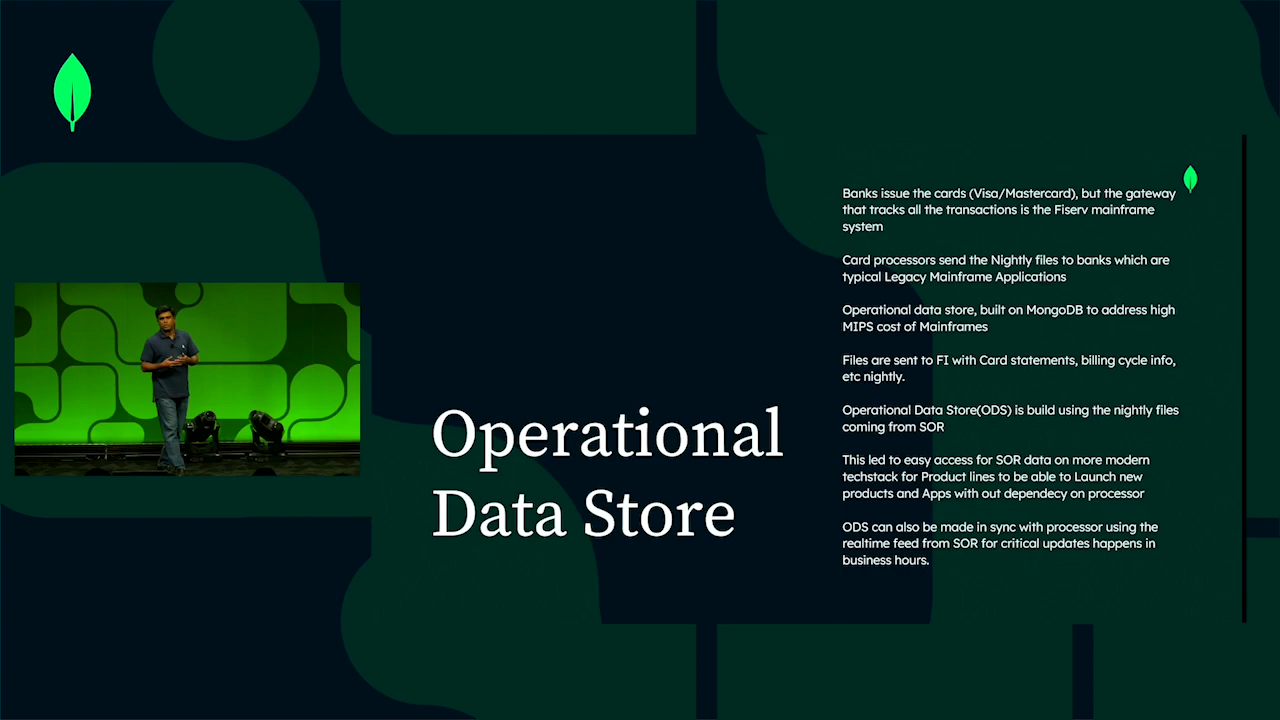 Operational
Data Store
Banks issue the cards (Visa/Mastercard), but the gateway
that tracks all the transactions is the Fiserv mainframe
system
Card processors send the Nightly files to banks which are
typical Legacy Mainframe Applications
Operational data store, built on MongoDB to address high
MIPS cost of Mainframes
Files are sent to FI with Card statements, billing cycle info,
etc nightly.
Operational Data Store(ODS) is build using the nightly files
coming from SOR
This led to easy access for SOR data on more modern
techstack for Product lines to be able to Launch new
products and Apps with out dependecy on processor
ODS can also be made in sync with processor using the
realtime feed from SOR for critical updates happens in
business hours.